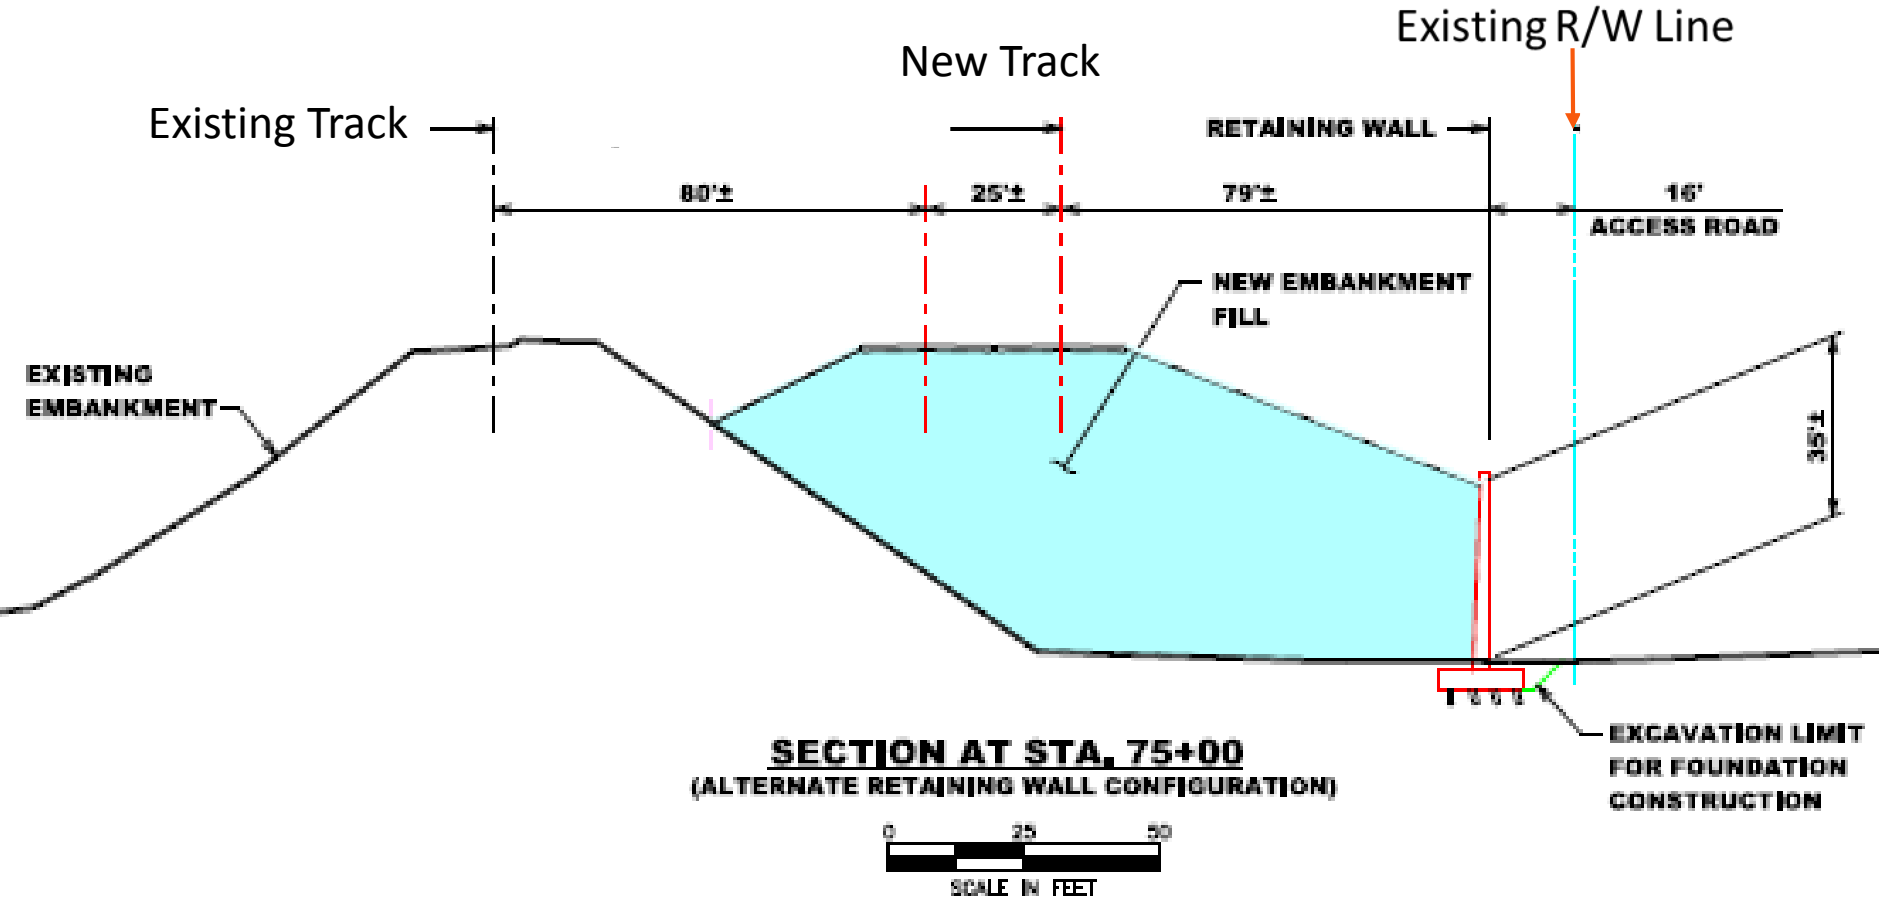 Existing R/W Line
New Track
Existing Track
RETAINING WALL
80'±
25'±
79'±
16'
ACCESS ROAD
NEW EMBANKMENT
FILL
EXISTING
EMBANKMENT
35'±
EXCAVATION LIMIT
FOR FOUNDATION
CONSTRUCTION
SECTION AT STA. 75+00
(ALTERNATE RETAINING WALL CONFIGURATION)
0 25 50
SCALE IN FEET